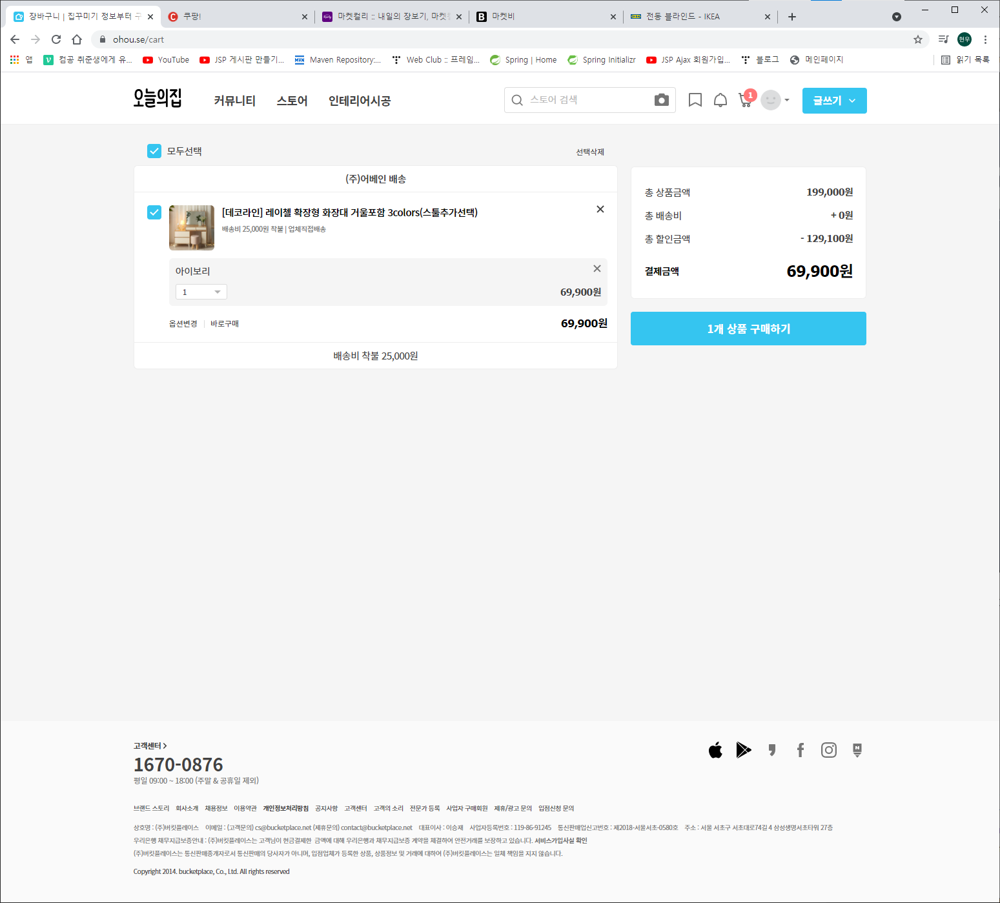 장바구니 | 집꾸미기 정보부터 구
쿠팡!
마켓컬리 :: 내일의 장보기, 마켓
마켓비
전동 블라인드 - IKEA
ohou.se/cart
현우
앱
컴공 취준생에게 유...
YouTube
JSP 게시판 만들기...
Maven Repository:...
Web Club :: 프레임...
Spring | Home
Spring Initializr
JSP Ajax 회원가입...
블로그
메인페이지
읽기 목록
오늘의집
커뮤니티
스토어
인테리어시공
스토어 검색
1
글쓰기
모두선택
선택삭제
(주)어베인 배송
[데코라인] 레이첼 확장형 화장대 거울포함 3colors(스툴추가선택)
배송비 25,000원 착불 | 업체직접배송
아이보리
1
69,900원
옵션변경 | 바로구매
69,900원
배송비 착불 25,000원
총 상품금액 199,000원
총 배송비 + 0원
총 할인금액 - 129,100원
결제금액 69,900원
1개 상품 구매하기
고객센터 >
1670-0876
평일 09:00 ~ 18:00 (주말 & 공휴일 제외)
브랜드 스토리 회사소개 채용정보 이용약관 개인정보처리방침 공지사항 고객센터 고객의 소리 전문가 등록 사업자 구매회원 제휴/광고 문의 입점신청 문의
상호명 : (주)버킷플레이스 이메일 : (고객문의) cs@bucketplace.net (제휴문의) contact@bucketplace.net 대표이사 : 이승재 사업자등록번호 : 119-86-91245 통신판매업신고번호 : 제2018-서울서초-0580호 주소 : 서울 서초구 서초대로74길 4 삼성생명서초타워 27층
우리은행 채무지급보증안내 : (주)버킷플레이스는 고객님이 현금결제한 금액에 대해 우리은행과 채무지급보증 계약을 체결하여 안전거래를 보장하고 있습니다. 서비스가입사실 확인
(주)버킷플레이스는 통신판매중개자로서 통신판매의 당사자가 아니며, 입점업체가 등록한 상품, 상품정보 및 거래에 대하여 (주)버킷플레이스는 일체 책임을 지지 않습니다.
Copyright 2014. bucketplace, Co., Ltd. All rights reserved